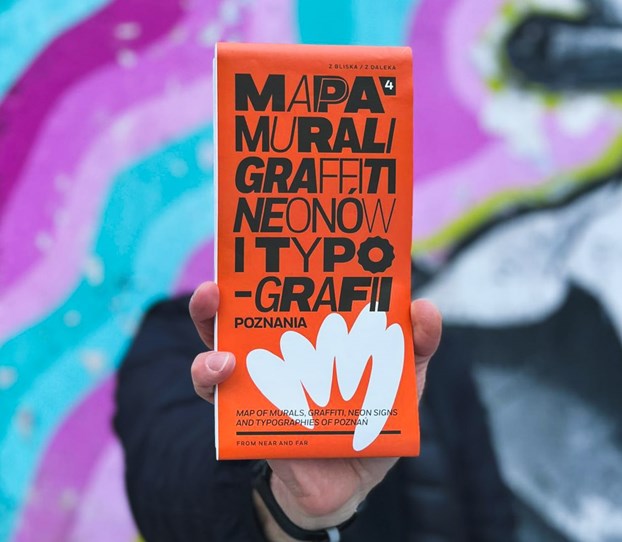 Z BLISKA / Z DALEKA
MAPA 4
MURALI
GRAFFITI
NEONÓW
I TYPO
-GRAFII
POZNANIA
MAP OF MURALS, GRAFFITI, NEON SIGNS
AND TYPOGRAPHIES OF POZNAŃ
FROM NEAR AND FAR